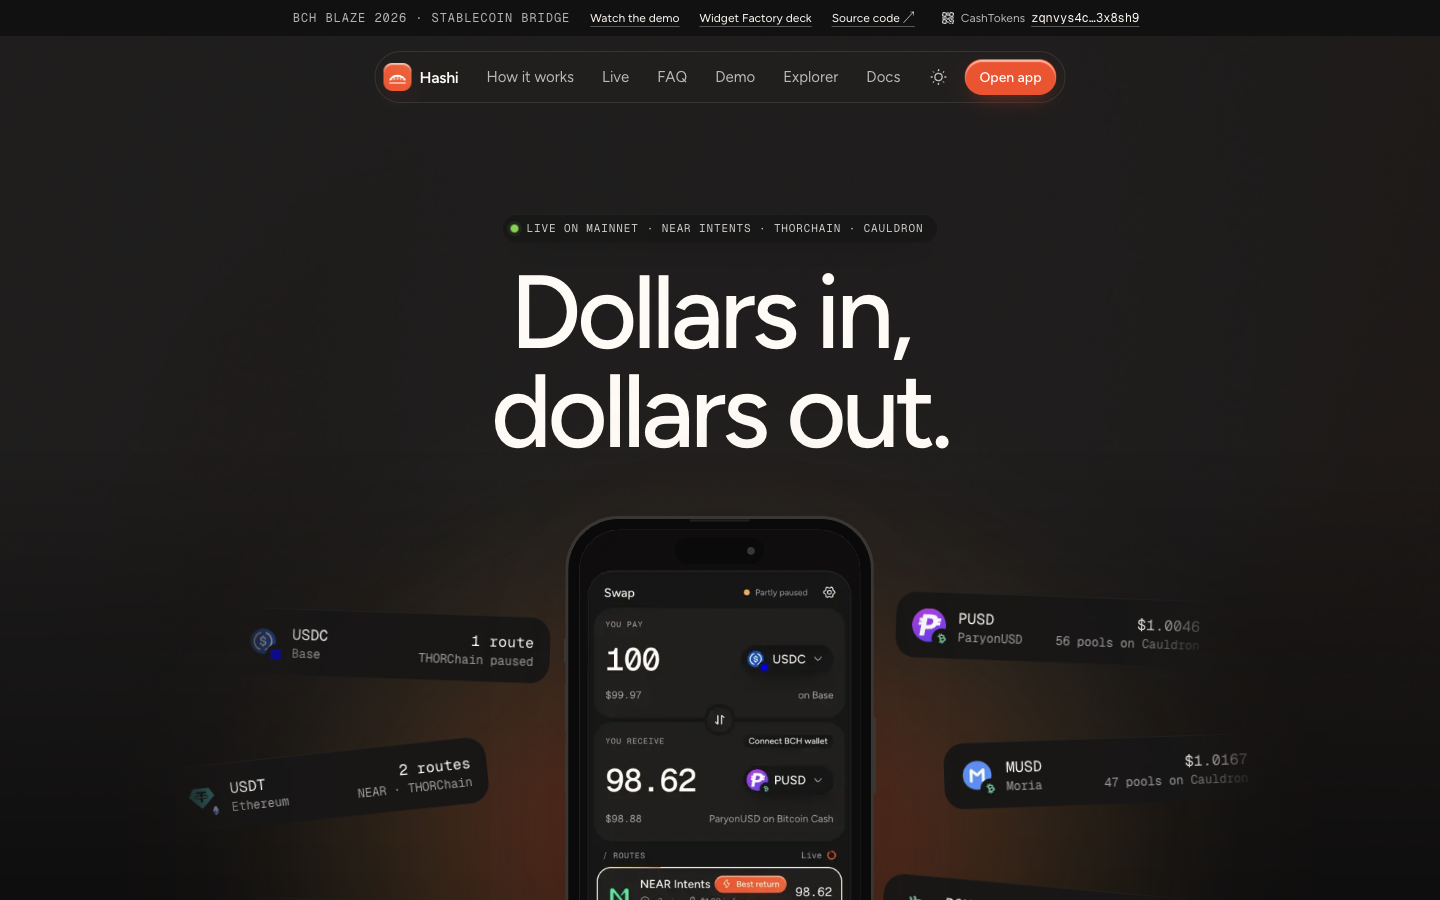 BCH BLAZE 2026 · STABLECOIN BRIDGE Watch the demo Widget Factory deck Source code ↗ CashTokens zqnvys4c…3x8sh9
Hashi How it works Live FAQ Demo Explorer Docs Open app
LIVE ON MAINNET · NEAR INTENTS · THORCHAIN · CAULDRON
Dollars in,
dollars out.
USDC 1 route
Base THORChain paused
USDT 2 routes
Ethereum NEAR · THORChain
Swap Partly paused
YOU PAY
100 USDC
$99.97 on Base
YOU RECEIVE Connect BCH wallet
98.62 PUSD
$98.88 ParyonUSD on Bitcoin Cash
/ ROUTES Live
NEAR Intents Best return 98.62
PUSD $1.0046
ParyonUSD 56 pools on Cauldron
MUSD $1.0167
Moria 47 pools on Cauldron